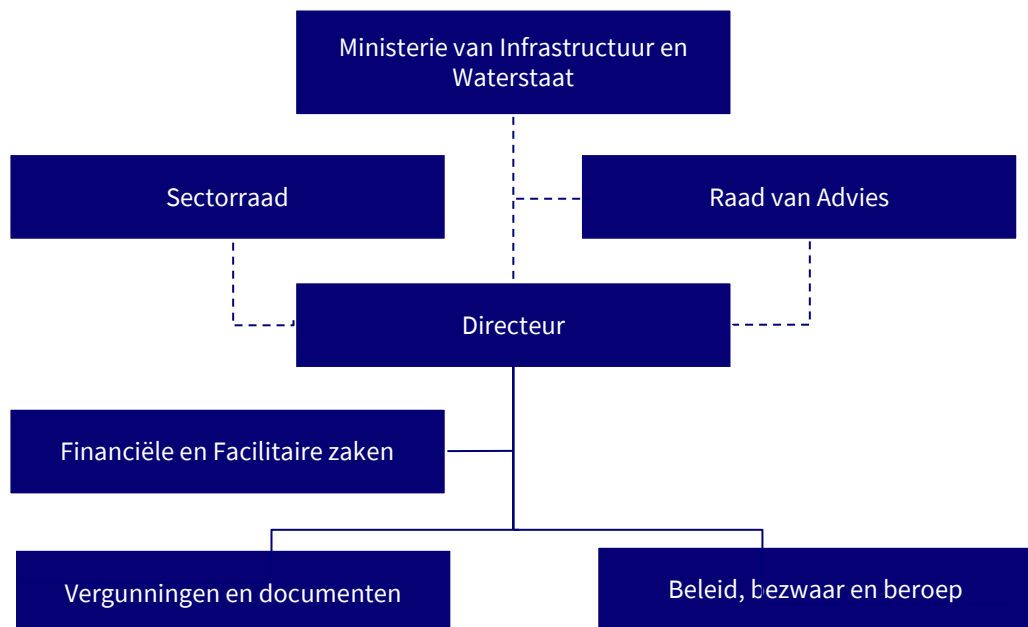 Ministerie van Infrastructuur en
Waterstaat
Sectorraad
Raad van Advies
Directeur
Financiële en Facilitaire zaken
Vergunningen en documenten
Beleid, bezwaar en beroep